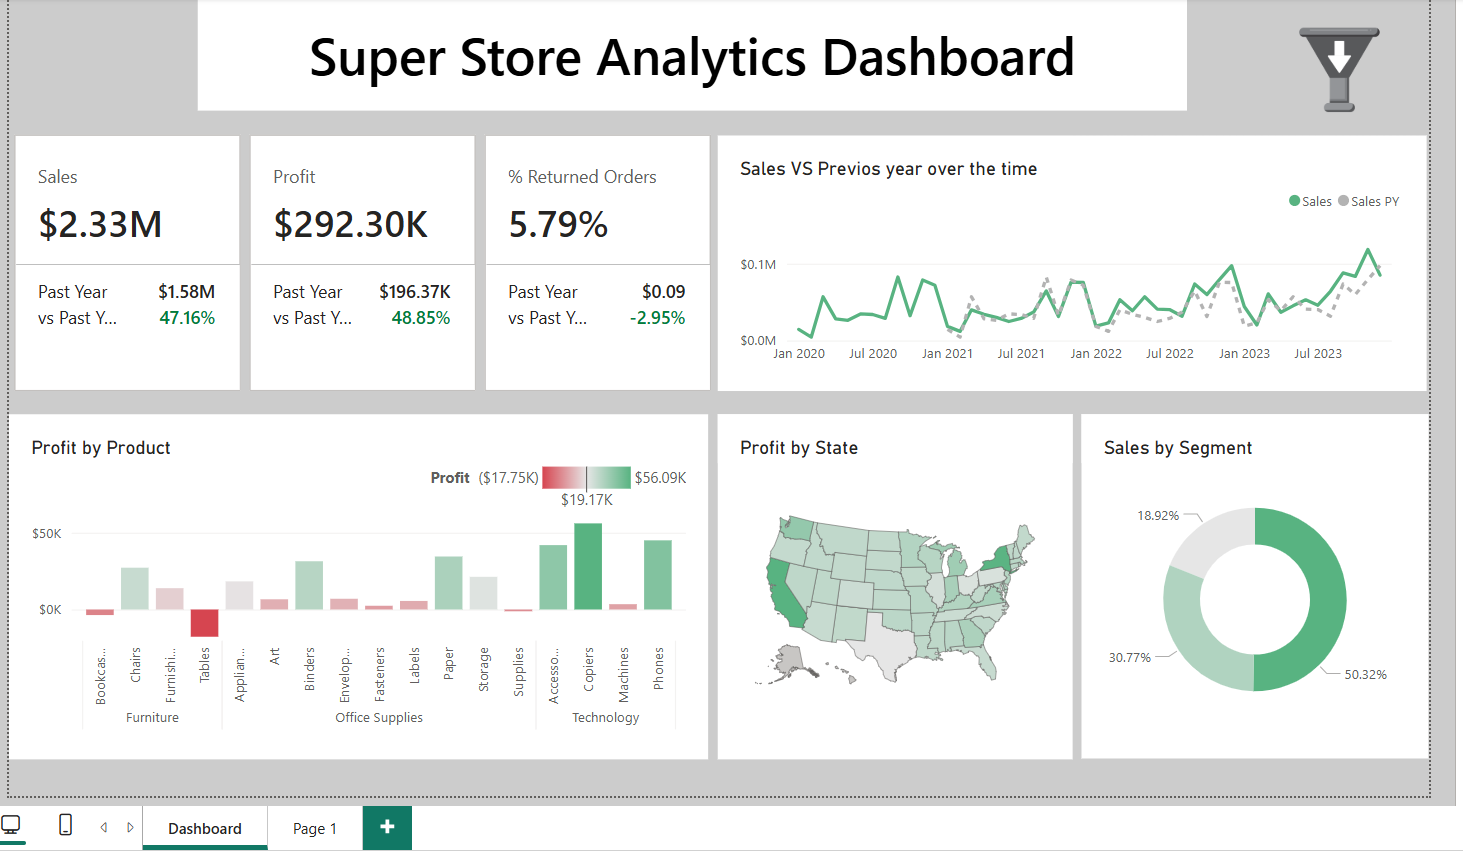 Super Store Analytics Dashboard
Sales
$2.33M
Past Year $1.58M
vs Past Y... 47.16%
Profit
$292.30K
Past Year $196.37K
vs Past Y... 48.85%
% Returned Orders
5.79%
Past Year $0.09
vs Past Y... -2.95%
Sales VS Previos year over the time
Sales Sales PY
$0.1M
$0.0M
Jan 2020 Jul 2020 Jan 2021 Jul 2021 Jan 2022 Jul 2022 Jan 2023 Jul 2023
Profit by Product
Profit ($17.75K) $56.09K
$19.17K
$50K
$0K
Bookcas...
Chairs
Furnishi...
Tables
Applian...
Art
Binders
Envelop...
Fasteners
Labels
Paper
Storage
Supplies
Accesso...
Copiers
Machines
Phones
Furniture Office Supplies Technology
Profit by State
Sales by Segment
18.92%
30.77%
50.32%
Dashboard Page 1 +